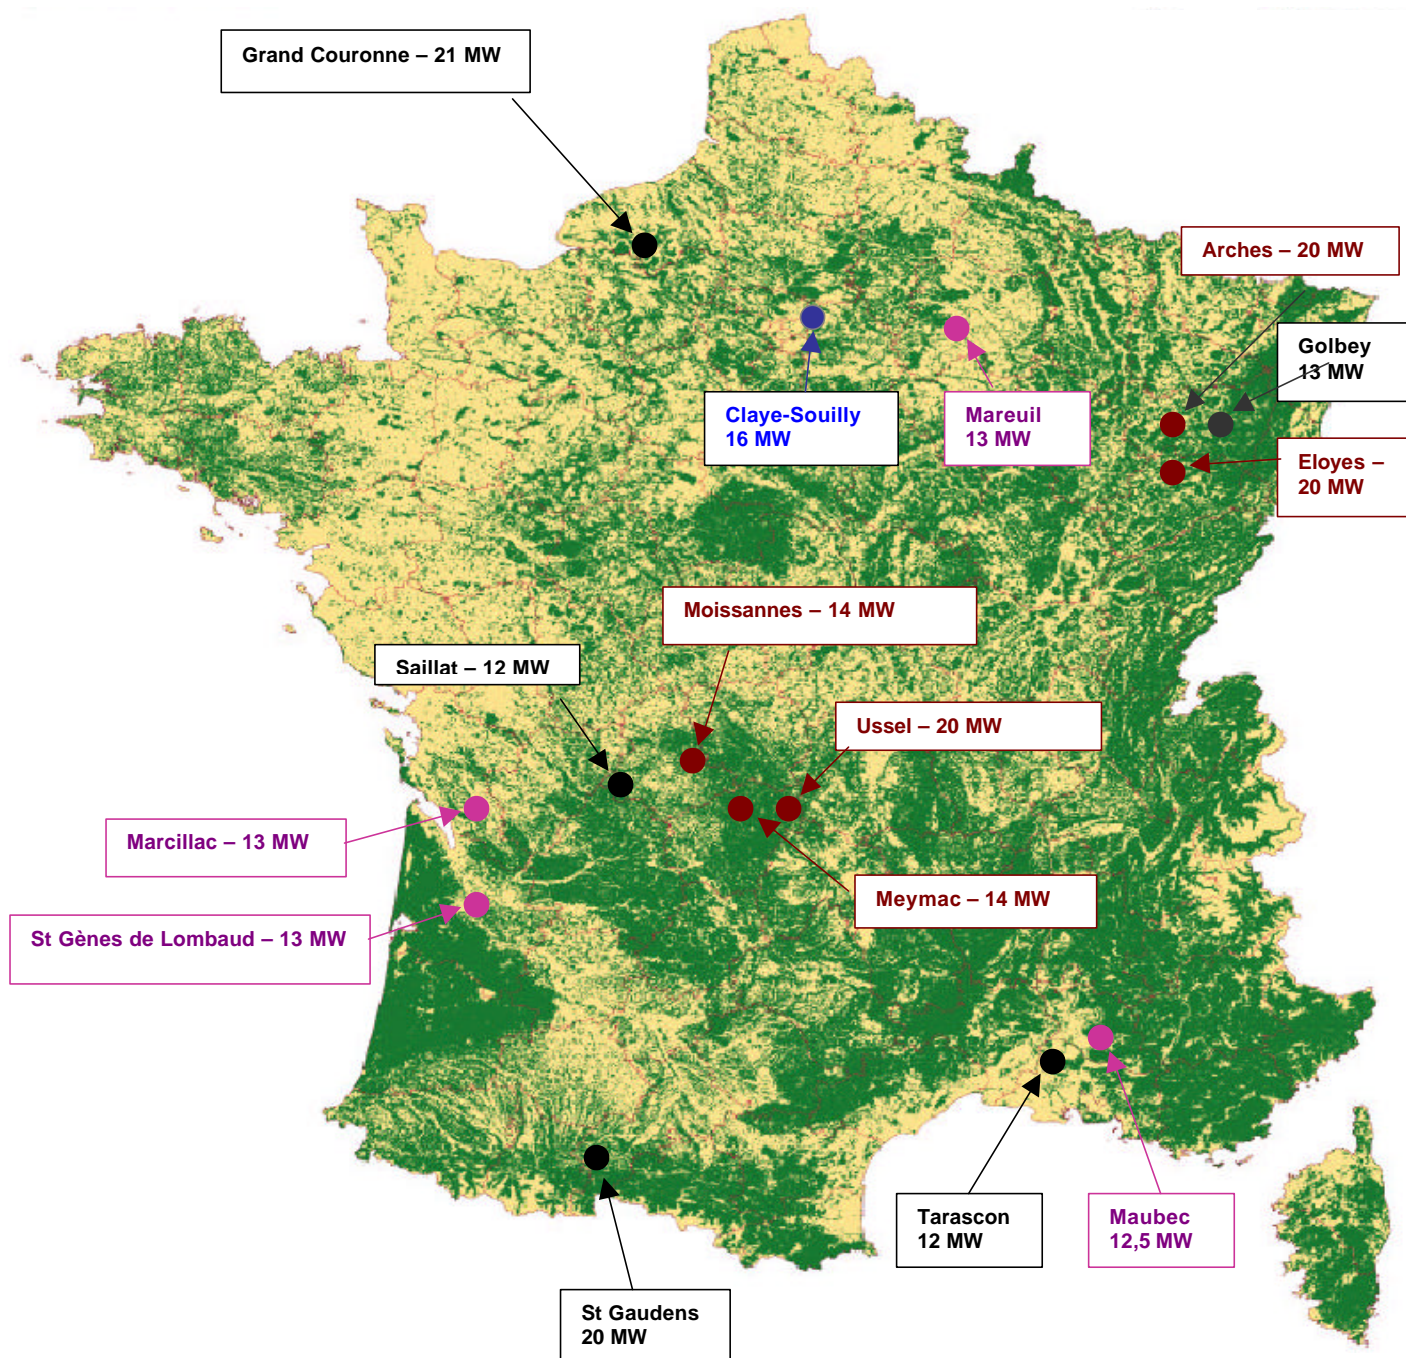 Grand Couronne – 21 MW
Arches – 20 MW
Golbey
13 MW
Claye-Souilly
16 MW
Mareuil
13 MW
Eloyes –
20 MW
Moissannes – 14 MW
Saillat – 12 MW
Ussel – 20 MW
Marcillac – 13 MW
Meymac – 14 MW
St Gènes de Lombaud – 13 MW
Tarascon
12 MW
Maubec
12,5 MW
St Gaudens
20 MW